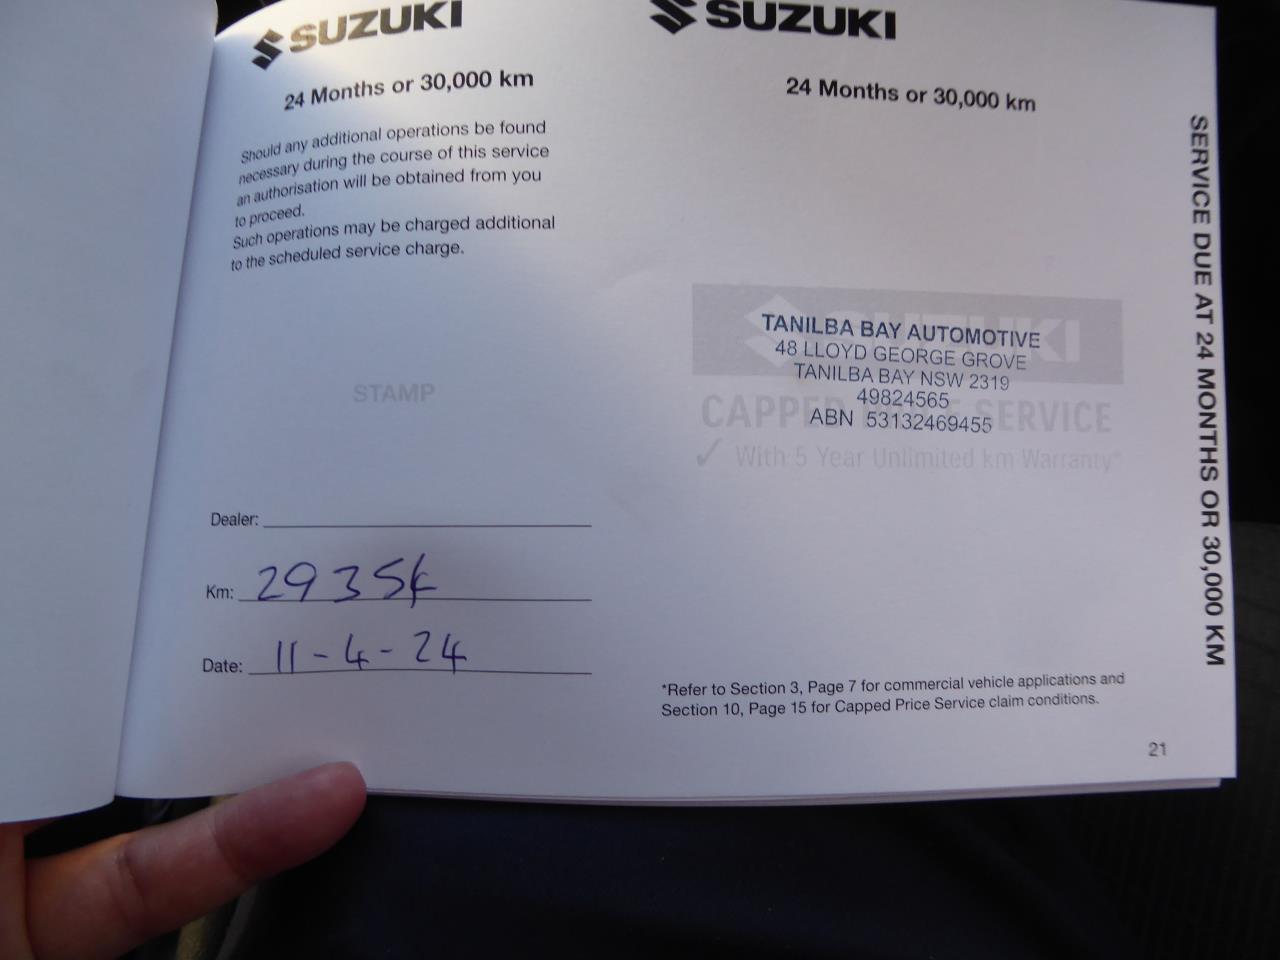 SUZUKI
24 Months or 30,000 km
Should any additional operations be found
necessary during the course of this service
an authorisation will be obtained from you
to proceed.
Such operations may be charged additional
to the scheduled service charge.
STAMP
Dealer:
Km: 29354
Date: 11-4-24
SUZUKI
24 Months or 30,000 km
SUZUKI
TANILBA BAY AUTOMOTIVE
48 LLOYD GEORGE GROVE
TANILBA BAY NSW 2319
49824565
ABN 53132469455
CAPPED PRICE SERVICE
✓ With 5 Year Unlimited km Warranty*
*Refer to Section 3, Page 7 for commercial vehicle applications and
Section 10, Page 15 for Capped Price Service claim conditions.
21
SERVICE DUE AT 24 MONTHS OR 30,000 KM